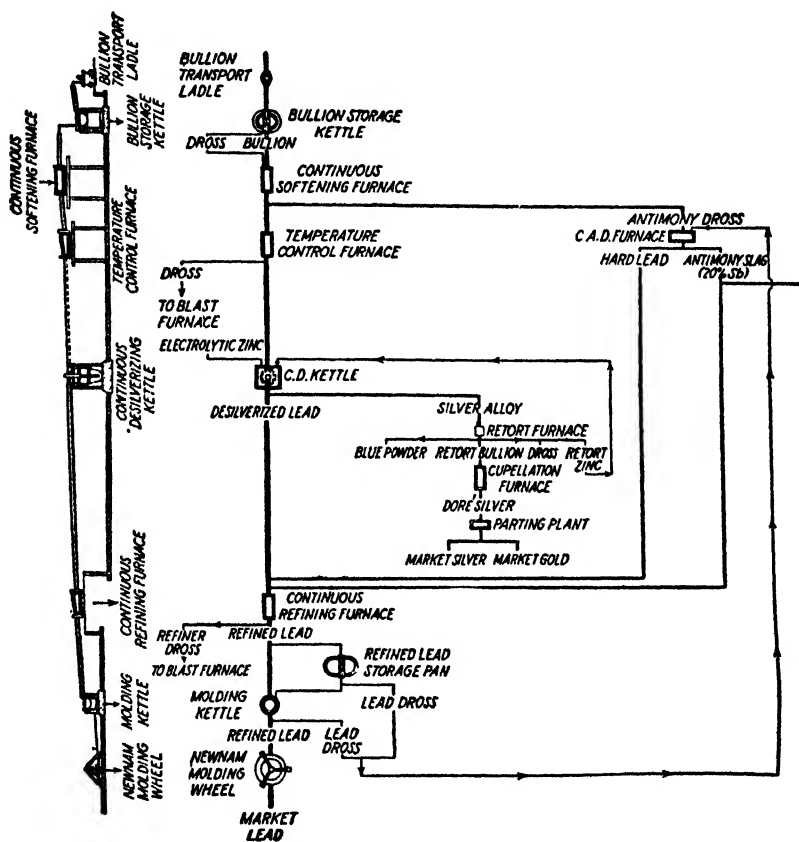 BULLION
TRANSPORT
LADLE
BULLION
STORAGE
KETTLE
CONTINUOUS
SOFTENING FURNACE
TEMPERATURE
CONTROL FURNACE
CONTINUOUS
DESILVERIZING
KETTLE
CONTINUOUS
REFINING FURNACE
MOLDING
KETTLE
NEWNAM
MOLDING
WHEEL
BULLION
TRANSPORT
LADLE
BULLION STORAGE
KETTLE
DROSS BULLION
CONTINUOUS
SOFTENING FURNACE
ANTIMONY DROSS
C.A.D. FURNACE
TEMPERATURE
CONTROL FURNACE
HARD LEAD ANTIMONY SLAG
(20% Sb)
DROSS
TO BLAST
FURNACE
ELECTROLYTIC ZINC
C.D. KETTLE
DESILVERIZED LEAD
SILVER ALLOY
RETORT FURNACE
BLUE POWDER RETORT BULLION DROSS RETORT
ZINC
CUPELLATION
FURNACE
DORÉ SILVER
PARTING PLANT
MARKET SILVER MARKET GOLD
CONTINUOUS
REFINING FURNACE
REFINER
DROSS
REFINED LEAD
TO BLAST FURNACE
REFINED LEAD
STORAGE PAN
MOLDING
KETTLE
LEAD DROSS
REFINED LEAD
LEAD
DROSS
NEWNAM
MOLDING
WHEEL
MARKET
LEAD